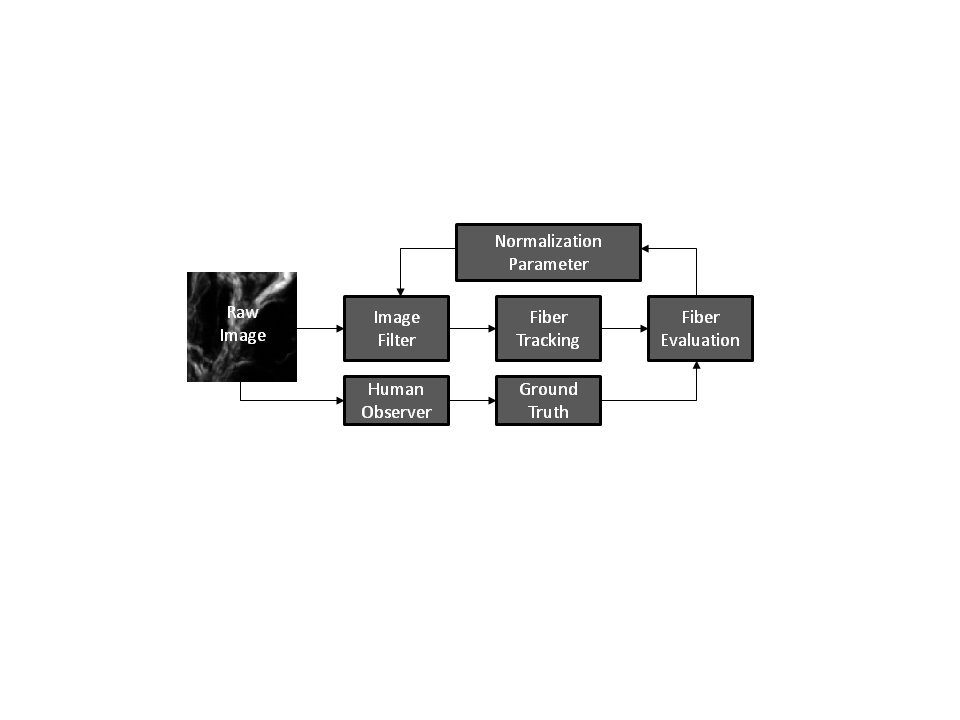 Normalization
Parameter
Raw
Image
Image
Filter
Fiber
Tracking
Fiber
Evaluation
Human
Observer
Ground
Truth